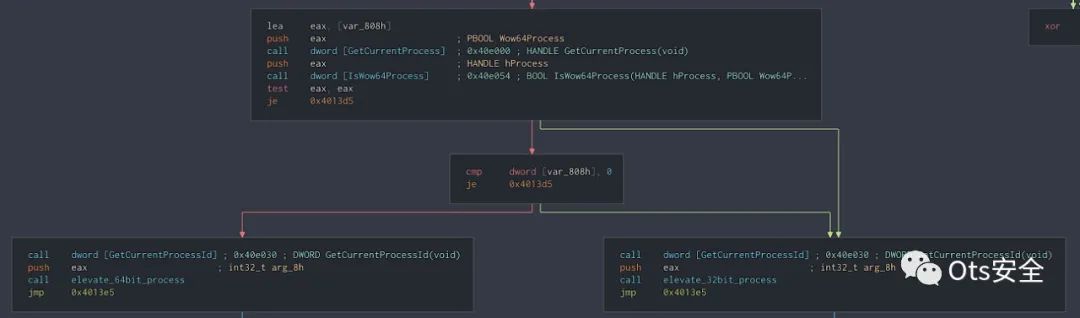 lea eax, [var_808h]
push eax ; PBOOL Wow64Process
call dword [GetCurrentProcess] ; 0x40e000 ; HANDLE GetCurrentProcess(void)
push eax ; HANDLE hProcess
call dword [IsWow64Process] ; 0x40e054 ; BOOL IsWow64Process(HANDLE hProcess, PBOOL Wow64P...
test eax, eax
je 0x4013d5
xor
cmp dword [var_808h], 0
je 0x4013d5
call dword [GetCurrentProcessId] ; 0x40e030 ; DWORD GetCurrentProcessId(void)
push eax ; int32_t arg_8h
call elevate_64bit_process
jmp 0x4013e5
call dword [GetCurrentProcessId] ; 0x40e030 ; DWORD GetCurrentProcessId(void)
push eax ; int32_t arg_8h
call elevate_32bit_process
jmp 0x4013e5
Ots安全